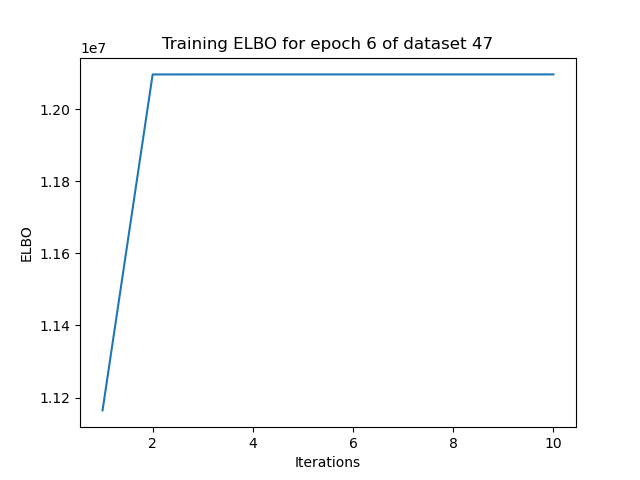 Training ELBO for epoch 6 of dataset 47
1e7
1.20
1.18
1.16
1.14
1.12
ELBO
2 4 6 8 10
Iterations